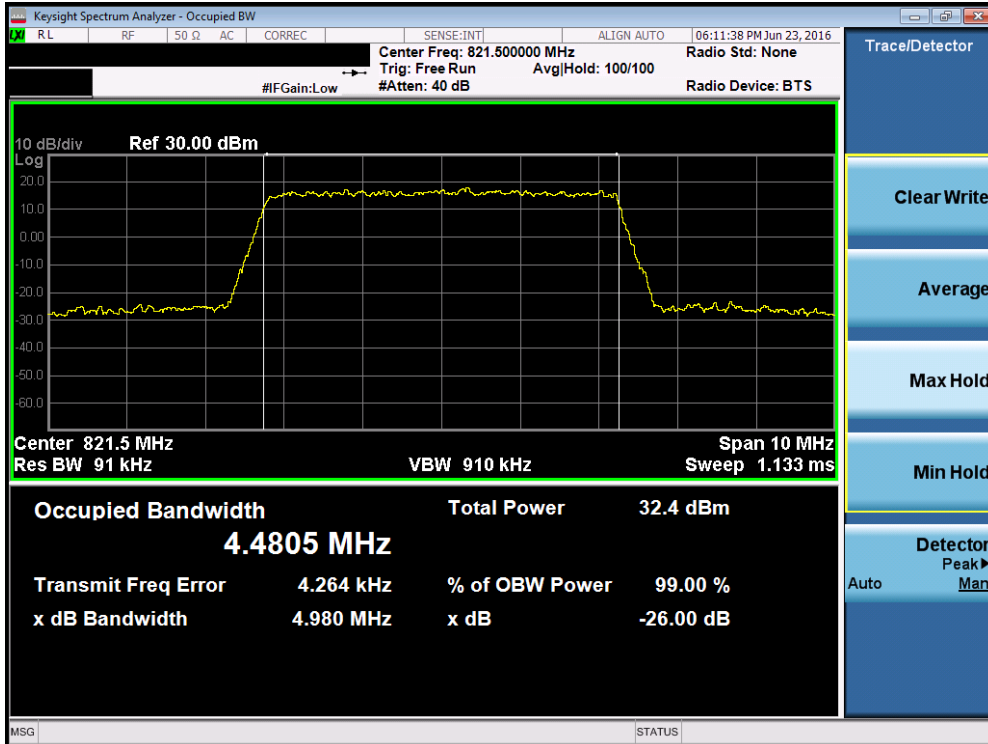 Keysight Spectrum Analyzer - Occupied BW
LXI RL RF 50 Ω AC CORREC SENSE:INT ALIGN AUTO 06:11:38 PM Jun 23, 2016
Center Freq: 821.500000 MHz Radio Std: None
Trig: Free Run Avg|Hold: 100/100
#IFGain:Low #Atten: 40 dB Radio Device: BTS
10 dB/div Ref 30.00 dBm
Log
20.0
10.0
0.00
-10.0
-20.0
-30.0
-40.0
-50.0
-60.0
Center 821.5 MHz Span 10 MHz
Res BW 91 kHz VBW 910 kHz Sweep 1.133 ms
Occupied Bandwidth Total Power 32.4 dBm
4.4805 MHz
Transmit Freq Error 4.264 kHz % of OBW Power 99.00 %
x dB Bandwidth 4.980 MHz x dB -26.00 dB
MSG STATUS
Trace/Detector
Clear Write
Average
Max Hold
Min Hold
Detector
Peak▶
Auto Man